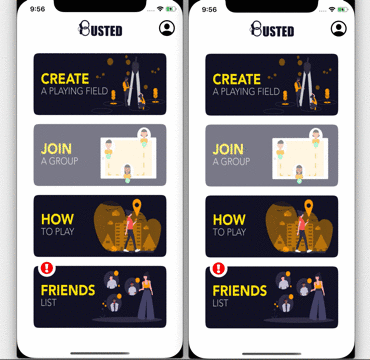 9:56
BUSTED
CREATE
A PLAYING FIELD
JOIN
A GROUP
HOW
TO PLAY
!
FRIENDS
LIST
9:56
BUSTED
CREATE
A PLAYING FIELD
JOIN
A GROUP
HOW
TO PLAY
!
FRIENDS
LIST